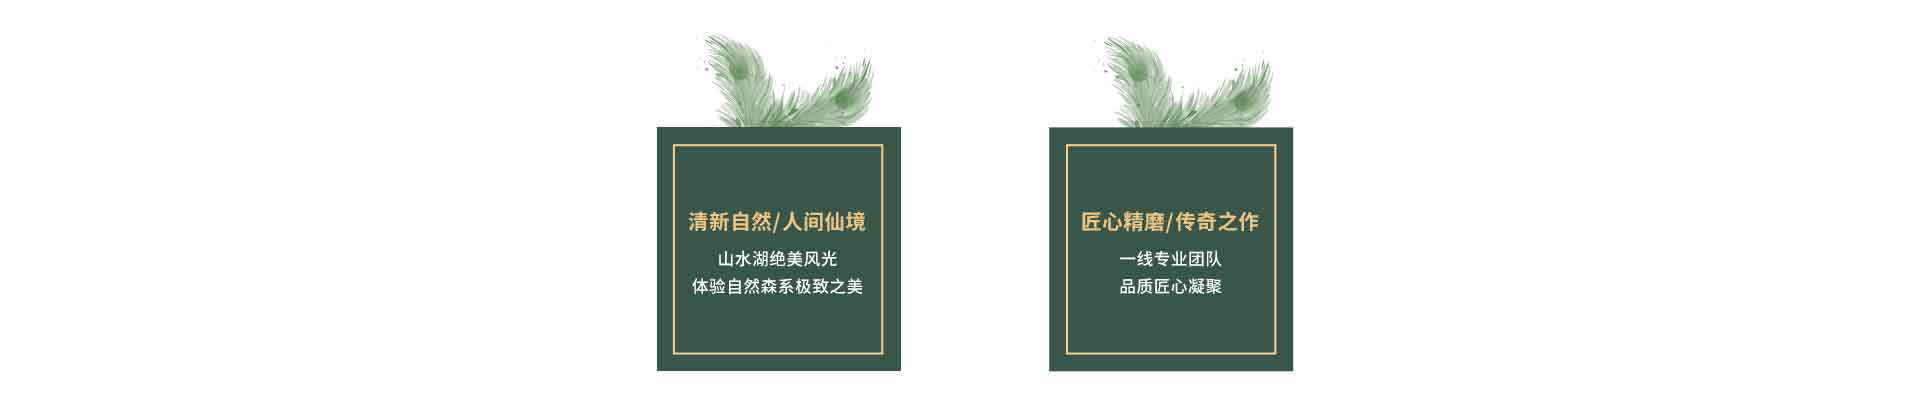 清新自然/人间仙境
山水湖绝美风光
体验自然森系极致之美
匠心精磨/传奇之作
一线专业团队
品质匠心凝聚